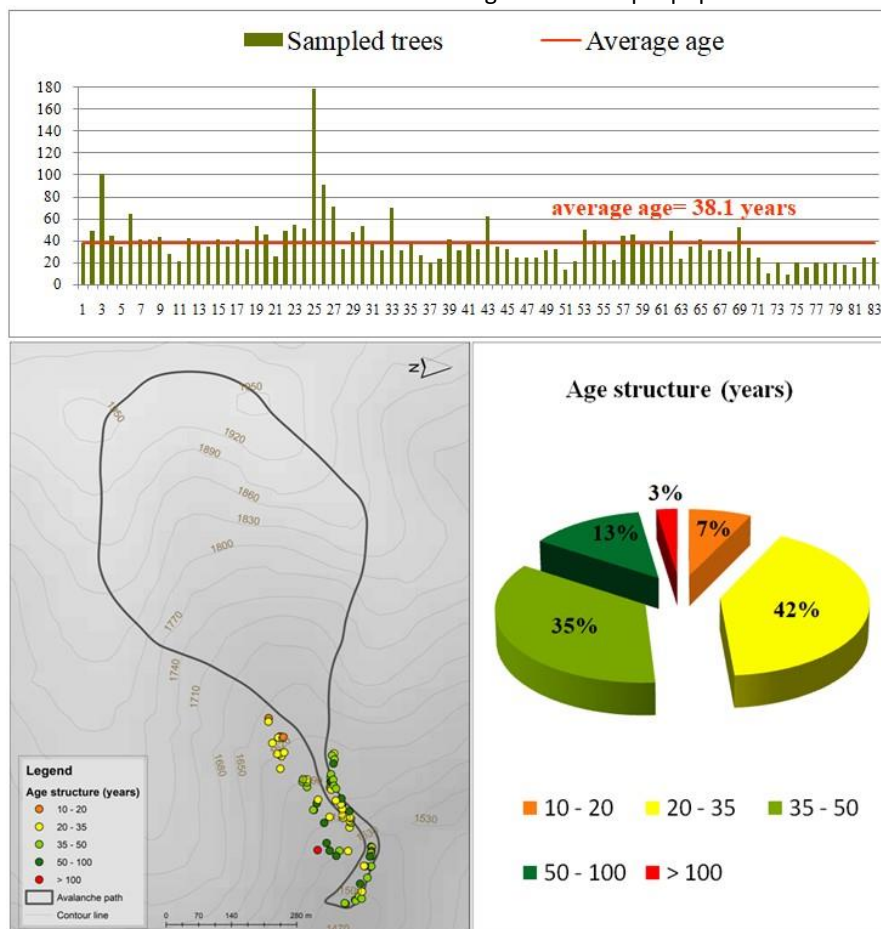 Sampled trees Average age
180
160
140
120
100
80
60
40
20
0
average age= 38.1 years
1 3 5 7 9 11 13 15 17 19 21 23 25 27 29 31 33 35 37 39 41 43 45 47 49 51 53 55 57 59 61 63 65 67 69 71 73 75 77 79 81 83
N
1950
1950
1920
1890
1860
1830
1800
1770
1740
1710
1680
1650
1530
1530
Legend
Age structure (years)
10 - 20
20 - 35
35 - 50
50 - 100
> 100
Avalanche path
Contour line
0 70 140 280 m
Age structure (years)
3%
7%
13%
42%
35%
10 - 20 20 - 35 35 - 50
50 - 100 > 100